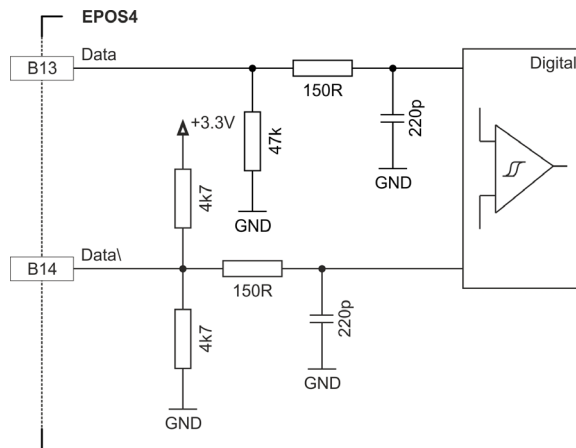 EPOS4
Data
B13
Digital
150R
220p
+3.3V
47k
GND
4k7
GND
Data\
B14
150R
220p
4k7
GND
GND